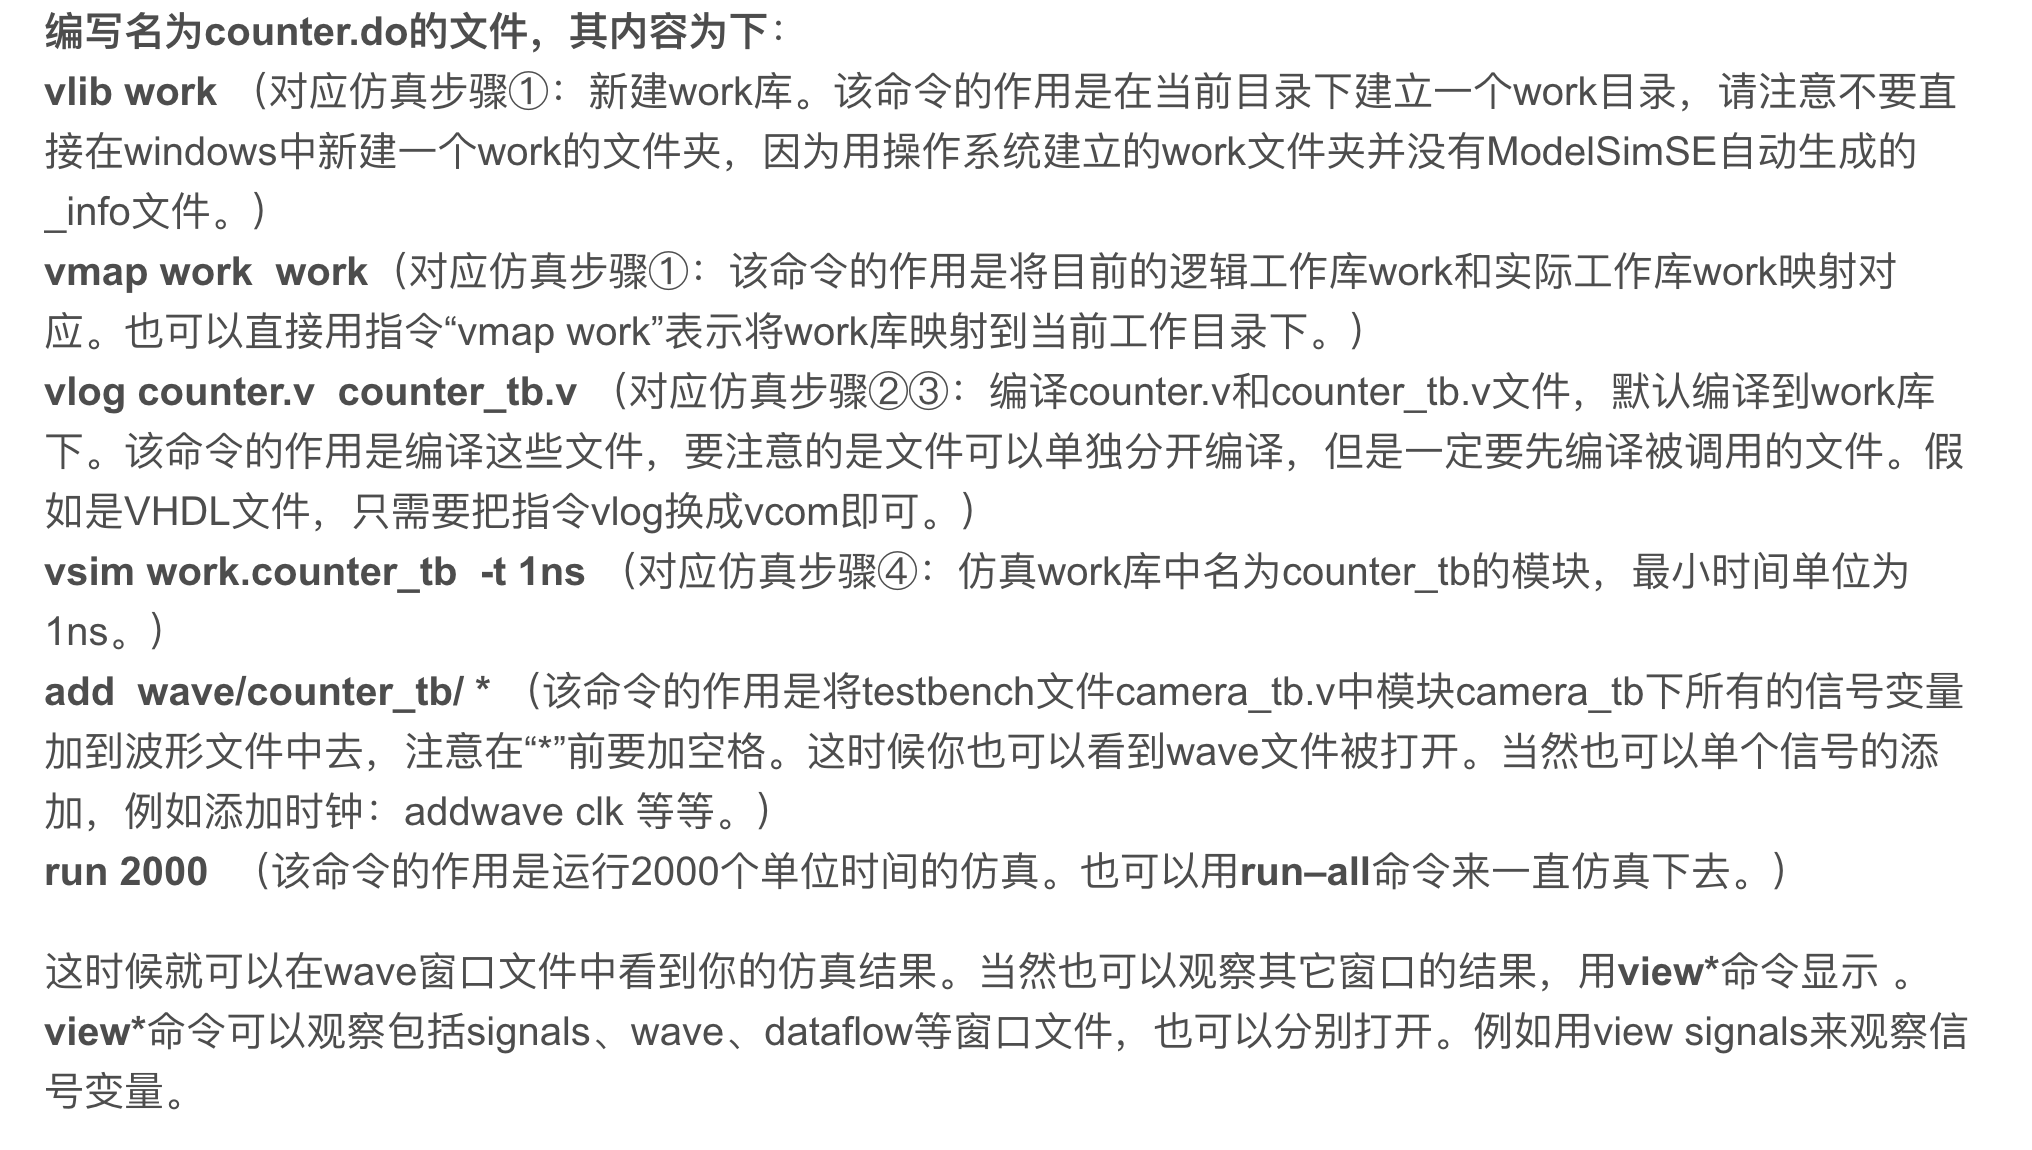 编写名为counter.do的文件，其内容为下：
vlib work （对应仿真步骤①：新建work库。该命令的作用是在当前目录下建立一个work目录，请注意不要直
接在windows中新建一个work的文件夹，因为用操作系统建立的work文件夹并没有ModelSimSE自动生成的
_info文件。）
vmap work  work（对应仿真步骤①：该命令的作用是将目前的逻辑工作库work和实际工作库work映射对
应。也可以直接用指令“vmap work”表示将work库映射到当前工作目录下。）
vlog counter.v  counter_tb.v （对应仿真步骤②③：编译counter.v和counter_tb.v文件，默认编译到work库
下。该命令的作用是编译这些文件，要注意的是文件可以单独分开编译，但是一定要先编译被调用的文件。假
如是VHDL文件，只需要把指令vlog换成vcom即可。）
vsim work.counter_tb  -t 1ns （对应仿真步骤④：仿真work库中名为counter_tb的模块，最小时间单位为
1ns。）
add  wave/counter_tb/ * （该命令的作用是将testbench文件camera_tb.v中模块camera_tb下所有的信号变量
加到波形文件中去，注意在“*”前要加空格。这时候你也可以看到wave文件被打开。当然也可以单个信号的添
加，例如添加时钟：addwave clk 等等。）
run 2000  （该命令的作用是运行2000个单位时间的仿真。也可以用run–all命令来一直仿真下去。）
这时候就可以在wave窗口文件中看到你的仿真结果。当然也可以观察其它窗口的结果，用view*命令显示 。
view*命令可以观察包括signals、wave、dataflow等窗口文件，也可以分别打开。例如用view signals来观察信
号变量。